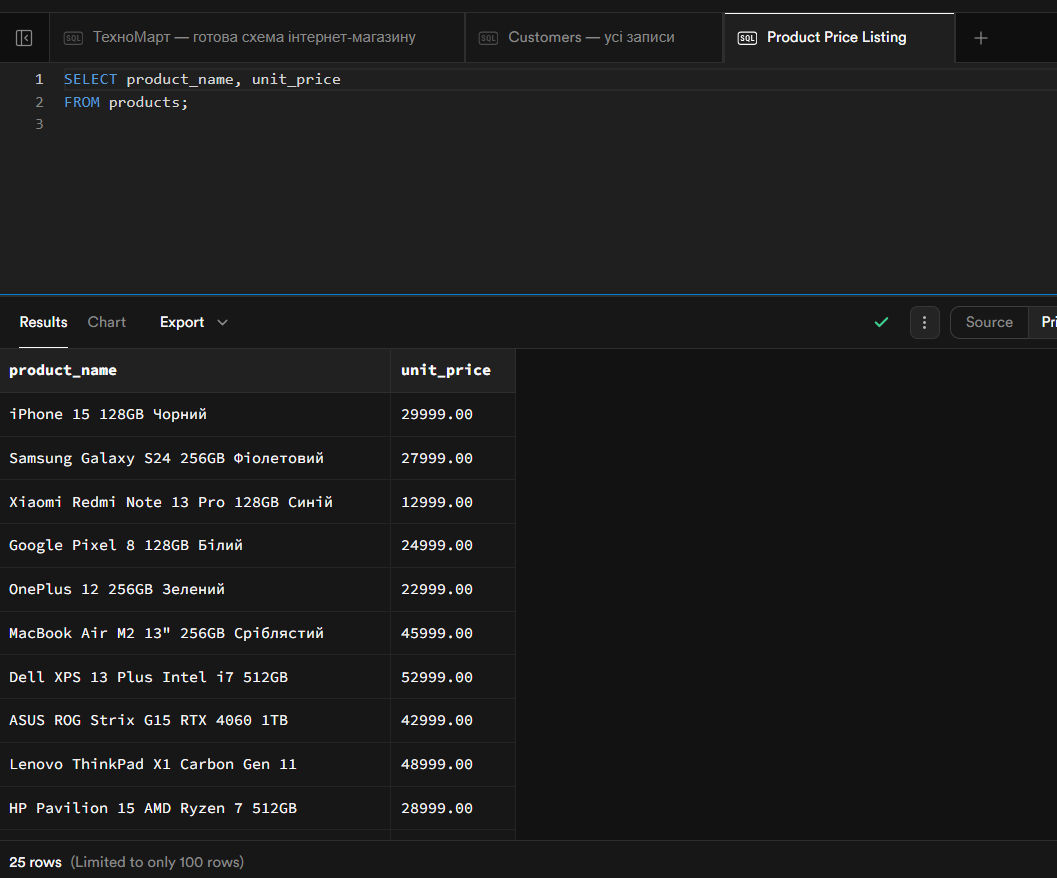 SQL ТехноМарт — готова схема інтернет-магазину SQL Customers — усі записи SQL Product Price Listing
1 SELECT product_name, unit_price
2 FROM products;
3
Results Chart Export Source Pri
product_name unit_price
iPhone 15 128GB Чорний 29999.00
Samsung Galaxy S24 256GB Фіолетовий 27999.00
Xiaomi Redmi Note 13 Pro 128GB Синій 12999.00
Google Pixel 8 128GB Білий 24999.00
OnePlus 12 256GB Зелений 22999.00
MacBook Air M2 13" 256GB Сріблястий 45999.00
Dell XPS 13 Plus Intel i7 512GB 52999.00
ASUS ROG Strix G15 RTX 4060 1TB 42999.00
Lenovo ThinkPad X1 Carbon Gen 11 48999.00
HP Pavilion 15 AMD Ryzen 7 512GB 28999.00
25 rows (Limited to only 100 rows)